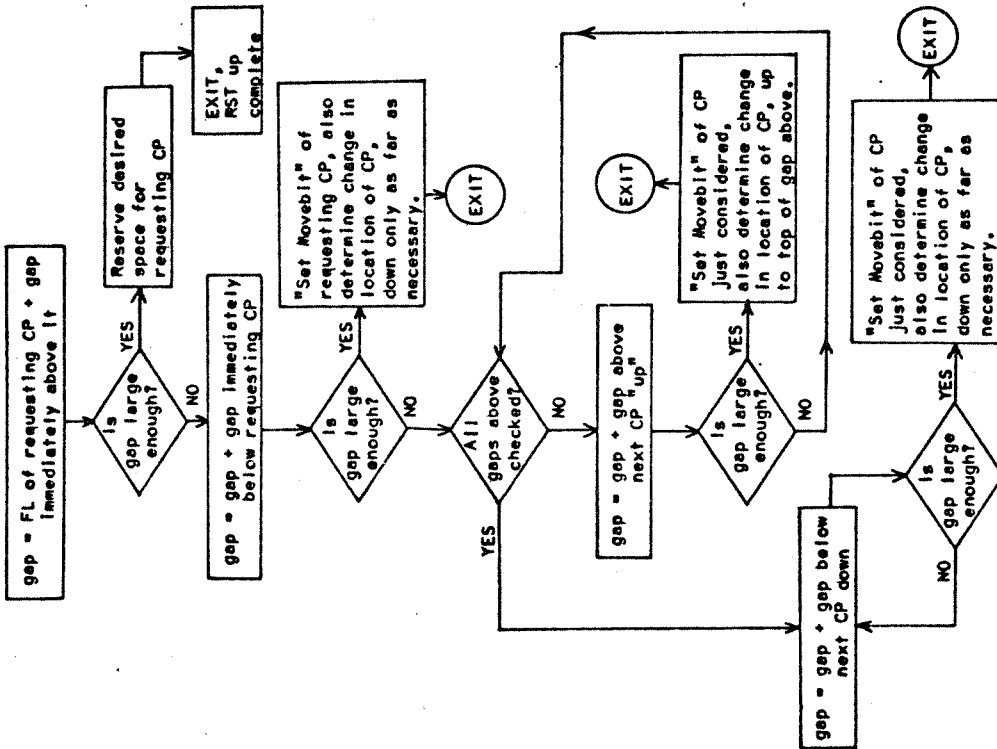 gap = FL of requesting CP + gap
immediately above it
Is
gap large
enough?
YES
Reserve desired
space for
requesting CP
EXIT,
RST up
complete
NO
gap = gap + gap immediately
below requesting CP
Is
gap large
enough?
YES
"Set Movebit" of
requesting CP, also
determine change in
location of CP,
down only as far as
necessary.
EXIT
NO
All
gaps above
checked?
YES
NO
gap = gap + gap above
next CP "up"
Is
gap large
enough?
YES
"Set Movebit" of CP
just considered,
also determine change
in location of CP, up
to top of gap above.
EXIT
NO
gap = gap + gap below
next CP down
Is
gap large
enough?
NO
YES
"Set Movebit" of CP
just considered,
also determine change
in location of CP,
down only as far as
necessary.
EXIT